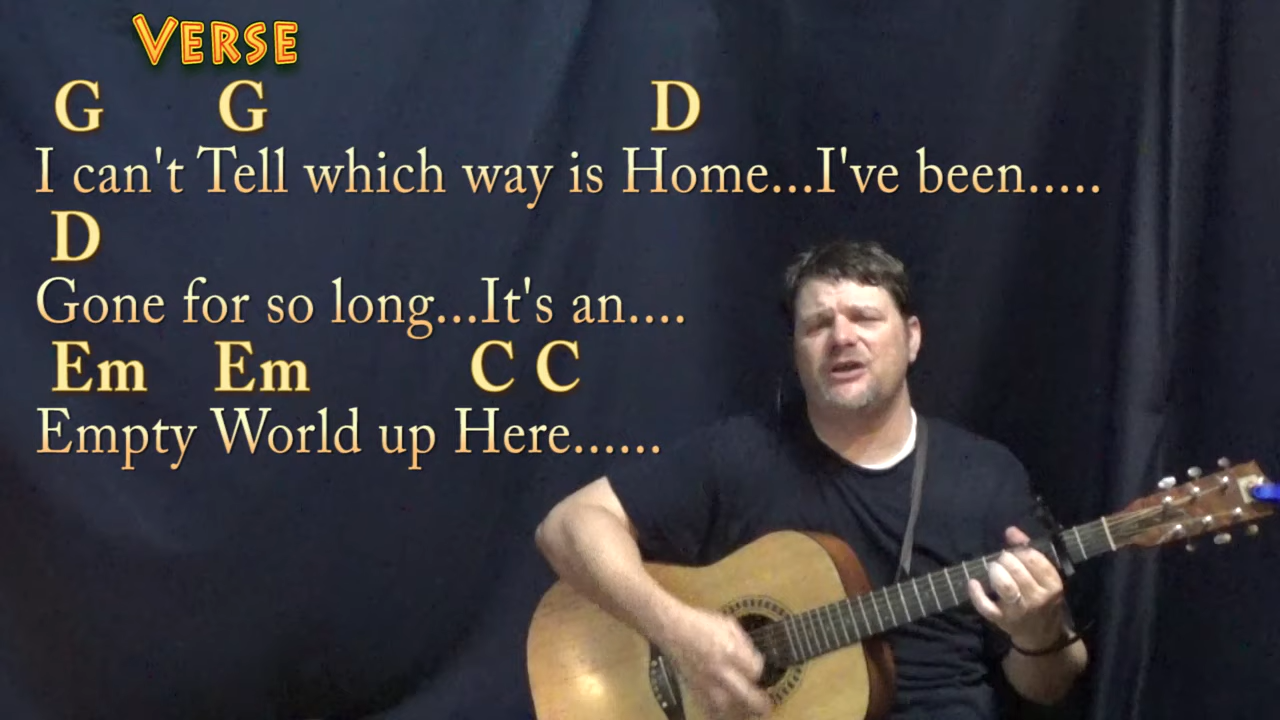 VERSE
G G D
I can't Tell which way is Home...I've been.....
D
Gone for so long...It's an....
Em Em C C
Empty World up Here......